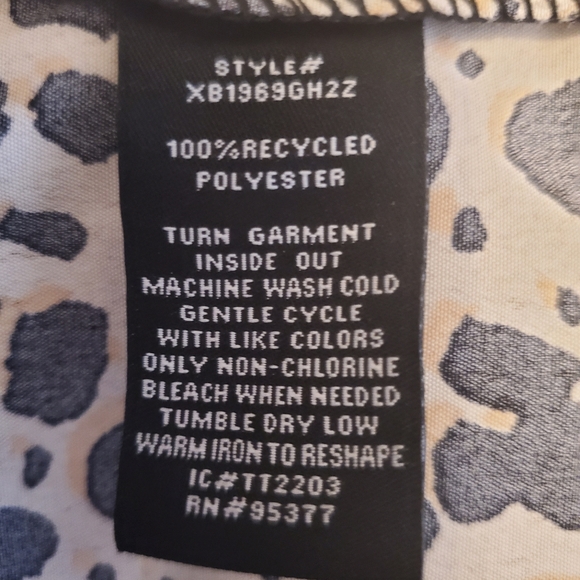 STYLE#
XB1969GH2Z
100%RECYCLED
POLYESTER
TURN GARMENT
INSIDE OUT
MACHINE WASH COLD
GENTLE CYCLE
WITH LIKE COLORS
ONLY NON-CHLORINE
BLEACH WHEN NEEDED
TUMBLE DRY LOW
WARM IRON TO RESHAPE
IC#TT2203
RN#95377